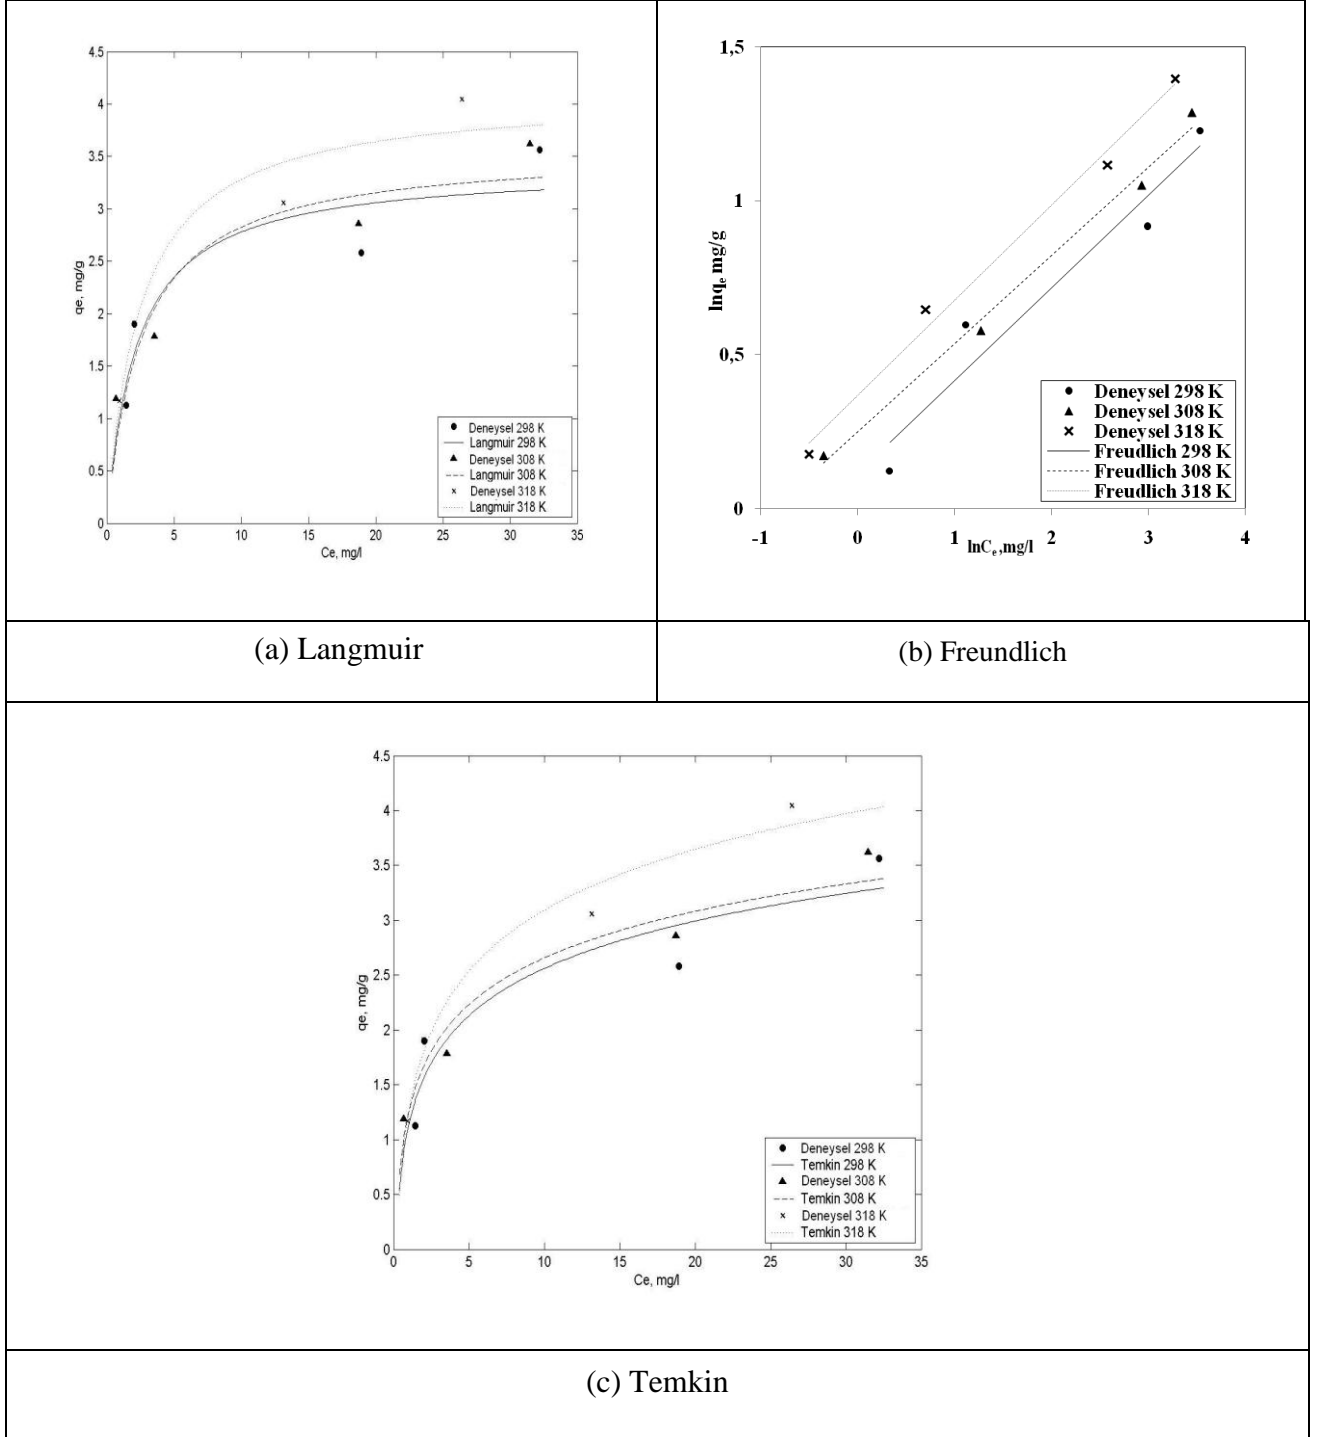 4.5
4
3.5
3
2.5
2
1.5
1
0.5
0
qe, mg/g
0 5 10 15 20 25 30 35
Ce, mg/l
Deneysel 298 K
Langmuir 298 K
Deneysel 308 K
Langmuir 308 K
Deneysel 318 K
Langmuir 318 K
1,5
1
0,5
0
lnqe mg/g
-1 0 1 2 3 4
lnCe,mg/l
Deneysel 298 K
Deneysel 308 K
Deneysel 318 K
Freudlich 298 K
Freudlich 308 K
Freudlich 318 K
(a) Langmuir
(b) Freundlich
4.5
4
3.5
3
2.5
2
1.5
1
0.5
0
qe, mg/g
0 5 10 15 20 25 30 35
Ce, mg/l
Deneysel 298 K
Temkin 298 K
Deneysel 308 K
Temkin 308 K
Deneysel 318 K
Temkin 318 K
(c) Temkin